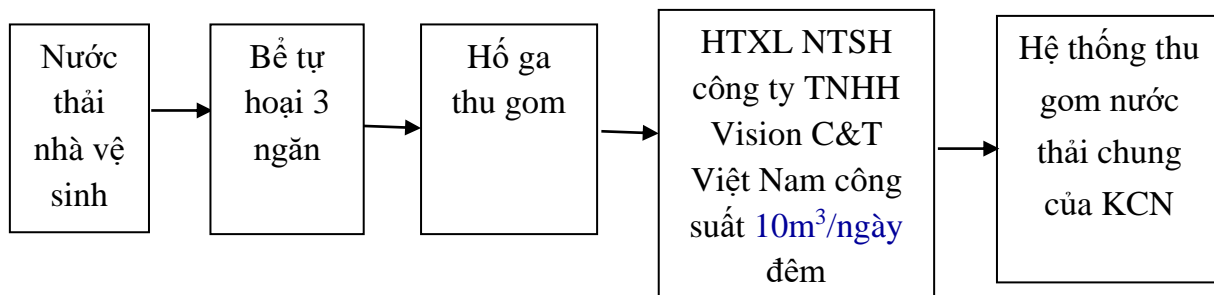 Nước
thải
nhà vệ
sinh
Bể tự
hoại 3
ngăn
Hố ga
thu gom
HTXL NTSH
công ty TNHH
Vision C&T
Việt Nam công
suất 10m³/ngày
đêm
Hệ thống thu
gom nước
thải chung
của KCN